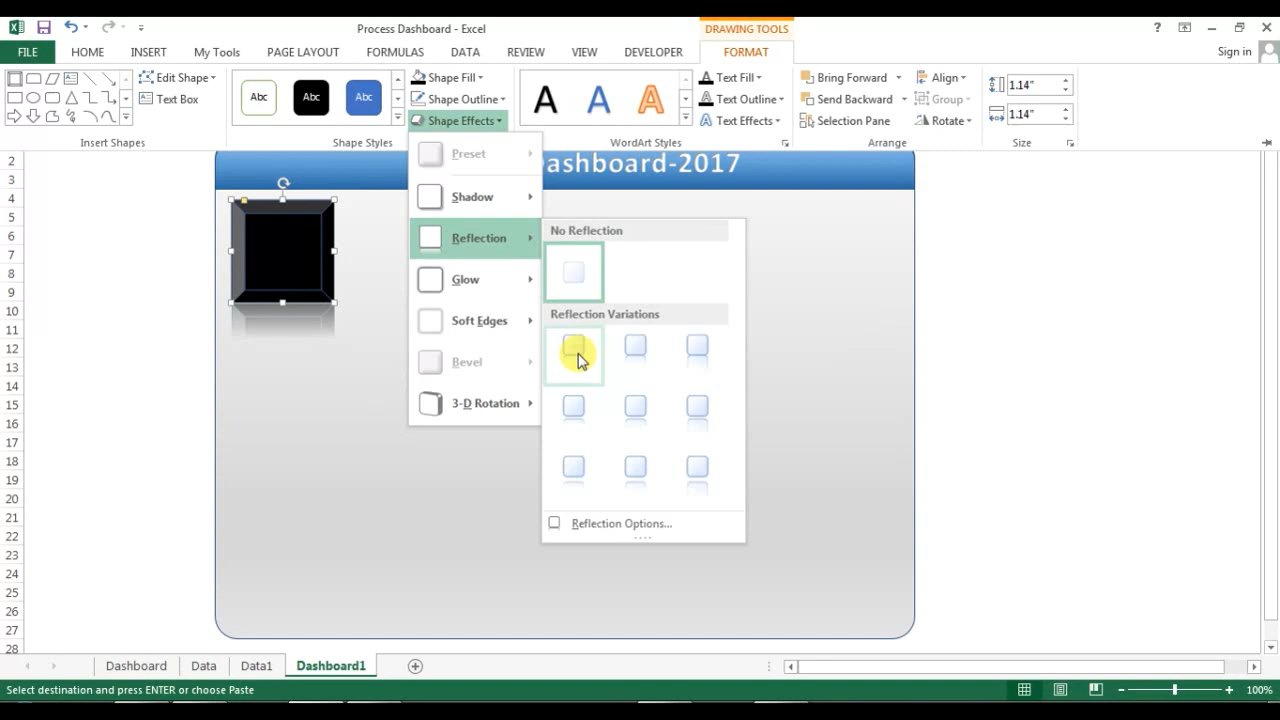 Process Dashboard - Excel
DRAWING TOOLS
?
FILE HOME INSERT My Tools PAGE LAYOUT FORMULAS DATA REVIEW VIEW DEVELOPER FORMAT Sign in
Edit Shape
Text Box
Insert Shapes
Abc Abc Abc
Shape Fill
Shape Outline
Shape Effects
Shape Styles
A A A
Text Fill
Text Outline
Text Effects
WordArt Styles
Bring Forward
Send Backward
Selection Pane
Align
Group
Rotate
Arrange
1.14"
1.14"
Size
ashboard-2017
Preset
Shadow
Reflection
Glow
Soft Edges
Bevel
3-D Rotation
No Reflection
Reflection Variations
Reflection Options...
2
3
4
5
6
7
8
9
10
11
12
13
14
15
16
17
18
19
20
21
22
23
24
25
26
27
28
Dashboard Data Data1 Dashboard1
Select destination and press ENTER or choose Paste
100%